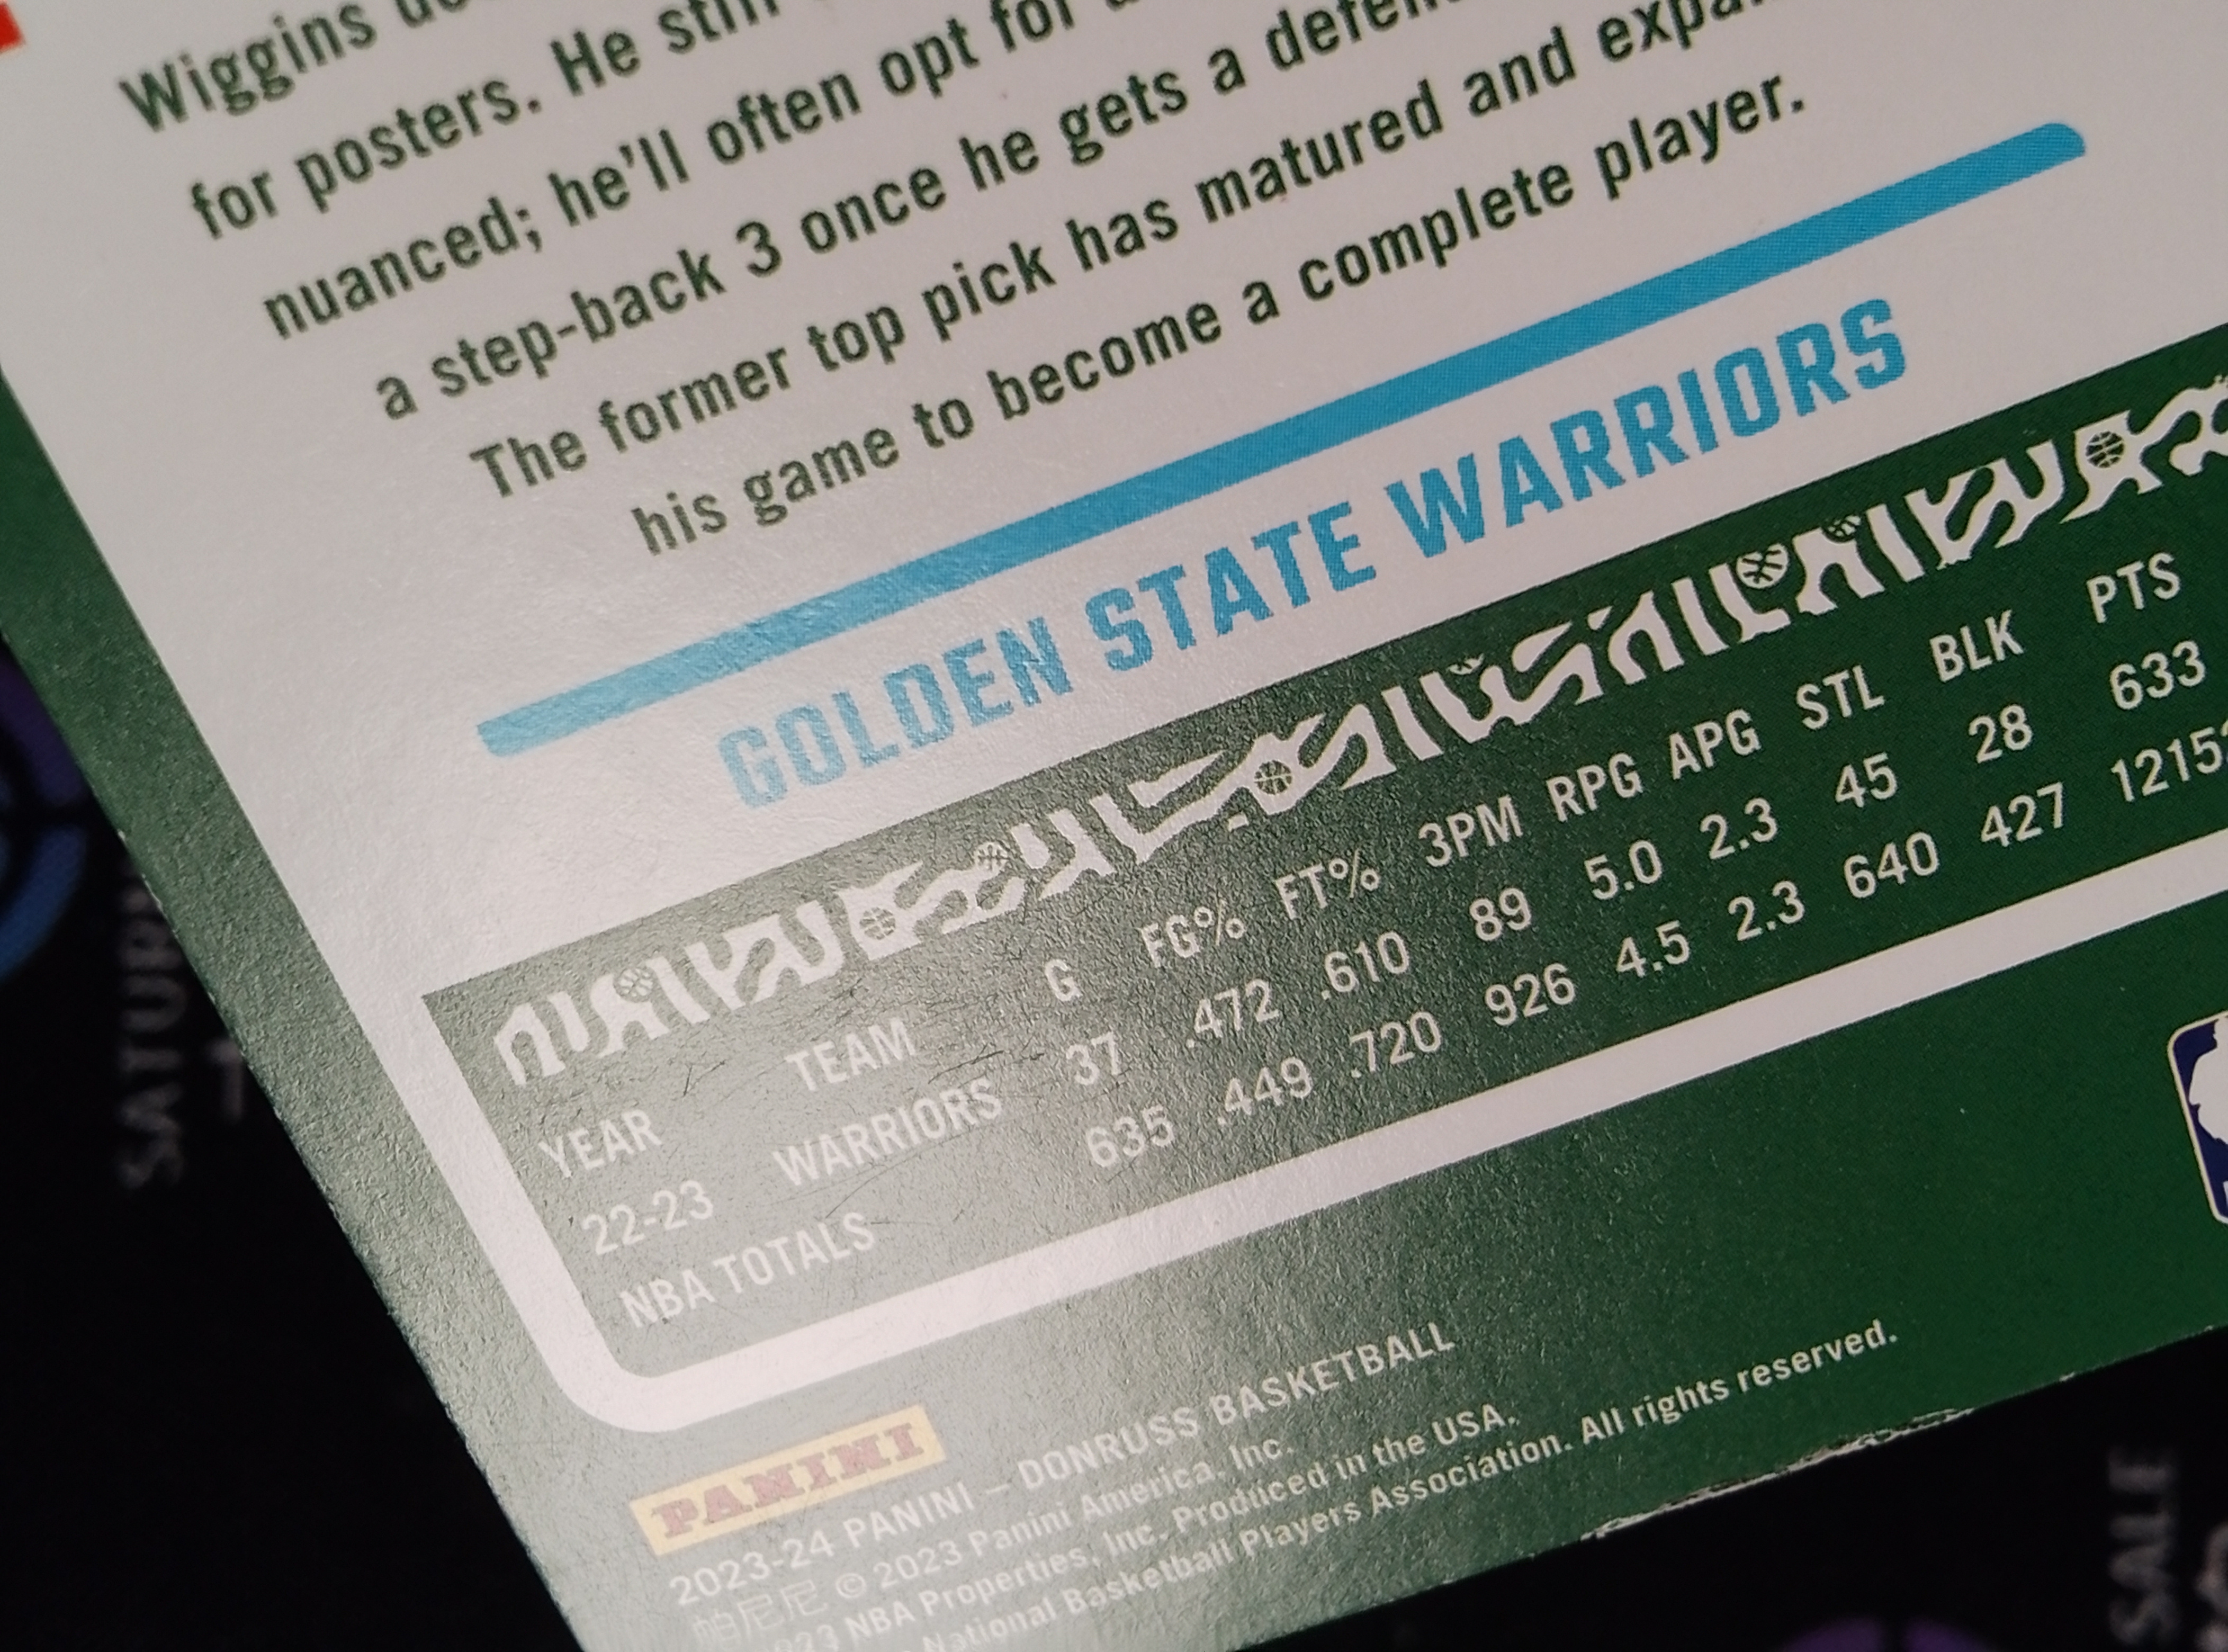 Wiggins
for posters. He still
nuanced; he'll often opt for
a step-back 3 once he gets a
The former top pick has matured and
his game to become a complete player.
GOLDEN STATE WARRIORS
YEAR TEAM G FG% FT% 3PM RPG APG STL BLK PTS
22-23 WARRIORS 37 .472 .610 89 5.0 2.3 45 28 633
NBA TOTALS 635 .449 .720 926 4.5 2.3 640 427
PANINI
2023-24 PANINI – DONRUSS BASKETBALL
帕尼尼 © 2023 Panini America, Inc.
NBA Properties, Inc. Produced in the USA.
National Basketball Players Association. All rights reserved.
SATUR
SALE